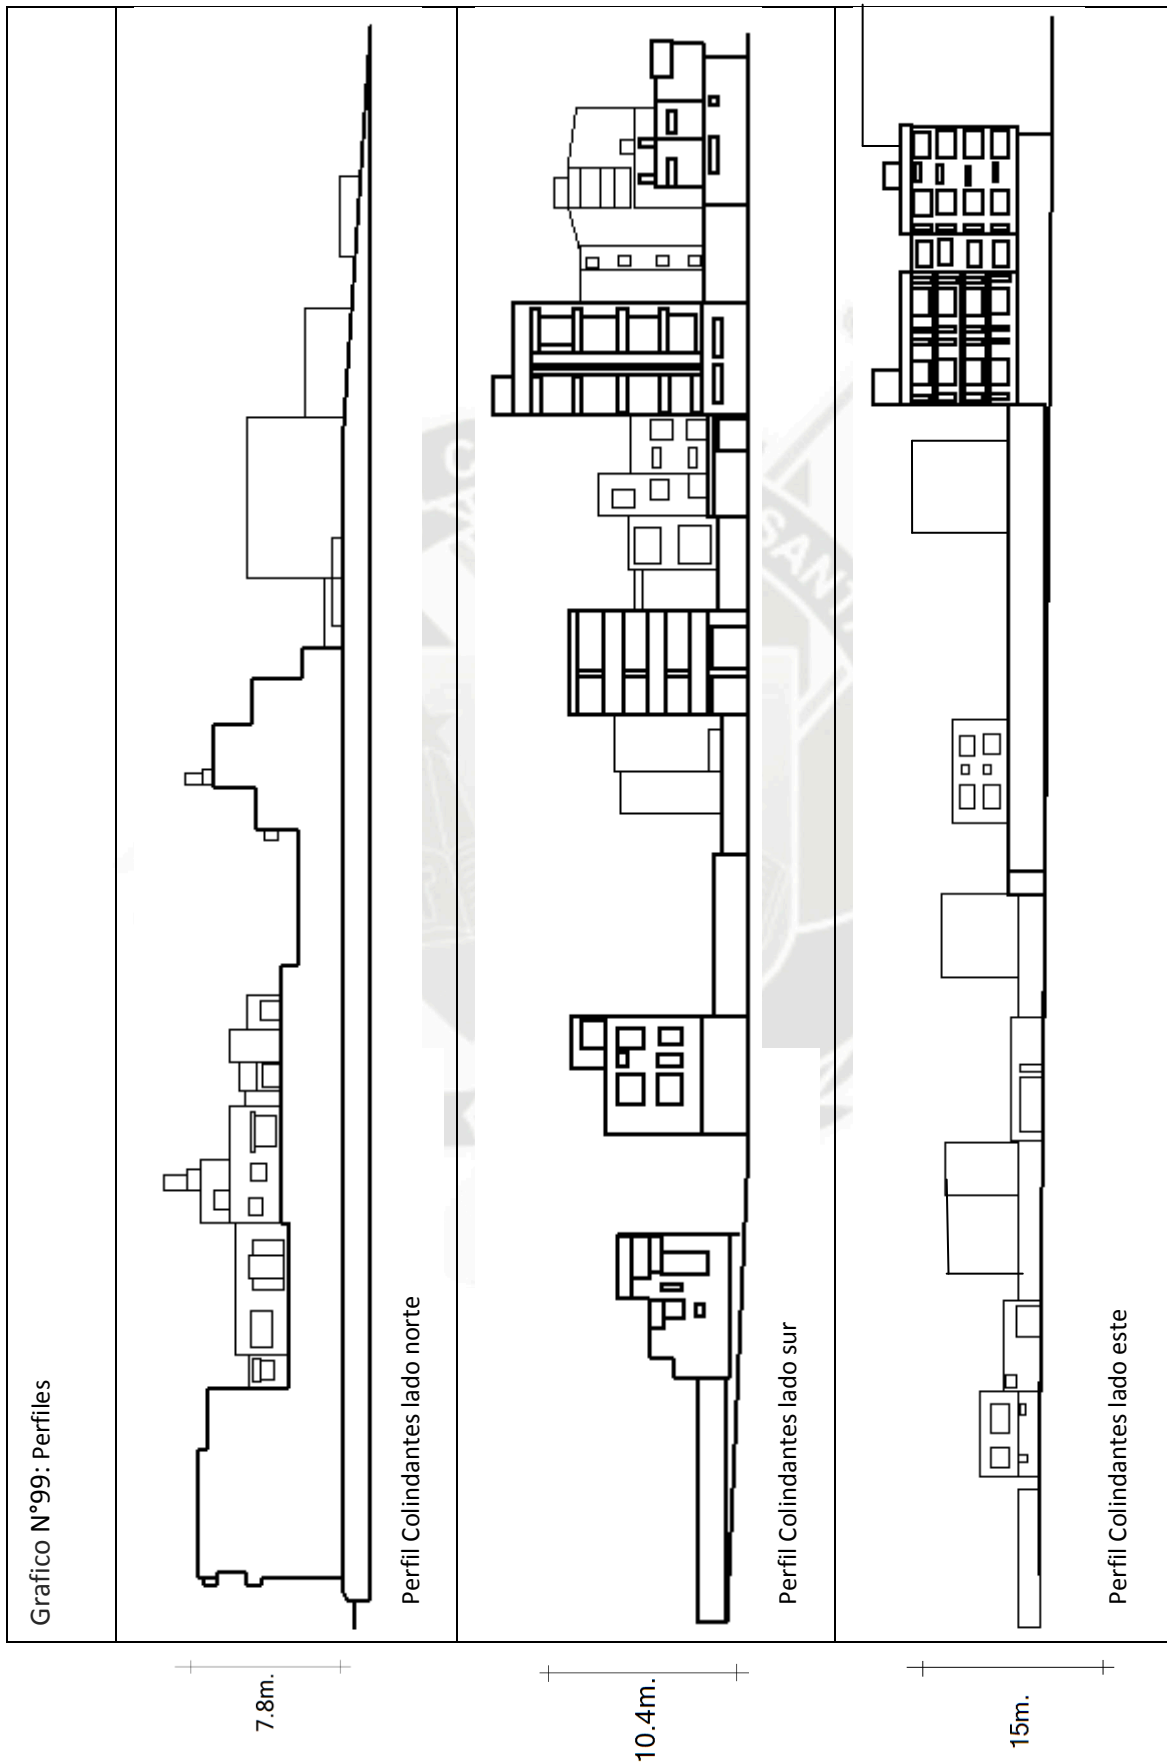 Grafico N°99: Perfiles
7.8m.
Perfil Colindantes lado norte
10.4m.
Perfil Colindantes lado sur
15m.
Perfil Colindantes lado este